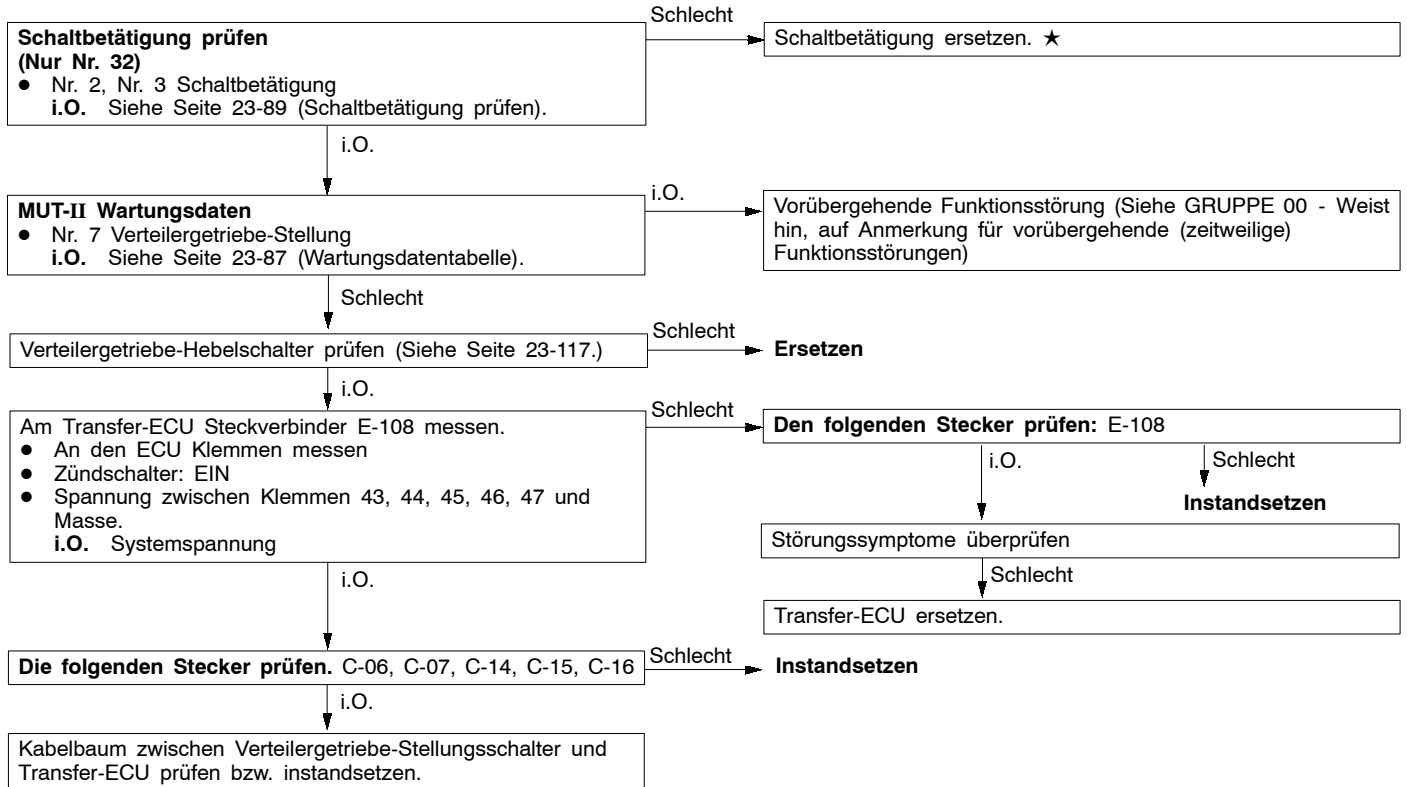 Schaltbetätigung prüfen
(Nur Nr. 32)
● Nr. 2, Nr. 3 Schaltbetätigung
i.O. Siehe Seite 23-89 (Schaltbetätigung prüfen).
Schlecht
Schaltbetätigung ersetzen. ★
i.O.
MUT-II Wartungsdaten
● Nr. 7 Verteilergetriebe-Stellung
i.O. Siehe Seite 23-87 (Wartungsdatentabelle).
i.O.
Vorübergehende Funktionsstörung (Siehe GRUPPE 00 - Weist
hin, auf Anmerkung für vorübergehende (zeitweilige)
Funktionsstörungen)
Schlecht
Verteilergetriebe-Hebelschalter prüfen (Siehe Seite 23-117.)
Schlecht
Ersetzen
i.O.
Am Transfer-ECU Steckverbinder E-108 messen.
● An den ECU Klemmen messen
● Zündschalter: EIN
● Spannung zwischen Klemmen 43, 44, 45, 46, 47 und
Masse.
i.O. Systemspannung
Schlecht
Den folgenden Stecker prüfen: E-108
i.O.
Schlecht
Instandsetzen
Störungssymptome überprüfen
Schlecht
Transfer-ECU ersetzen.
i.O.
Die folgenden Stecker prüfen. C-06, C-07, C-14, C-15, C-16
Schlecht
Instandsetzen
i.O.
Kabelbaum zwischen Verteilergetriebe-Stellungsschalter und
Transfer-ECU prüfen bzw. instandsetzen.